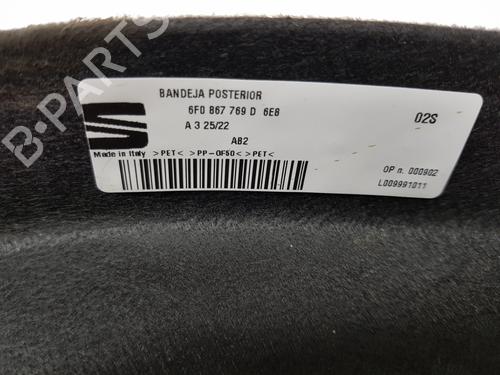 B-PARTS
BANDEJA POSTERIOR
6F0 867 769 D 6E8
A 3 25/22
02S
AB2
Made in Italy >PET< >PP-GF50< >PET<
OP n. 000902
L009991011